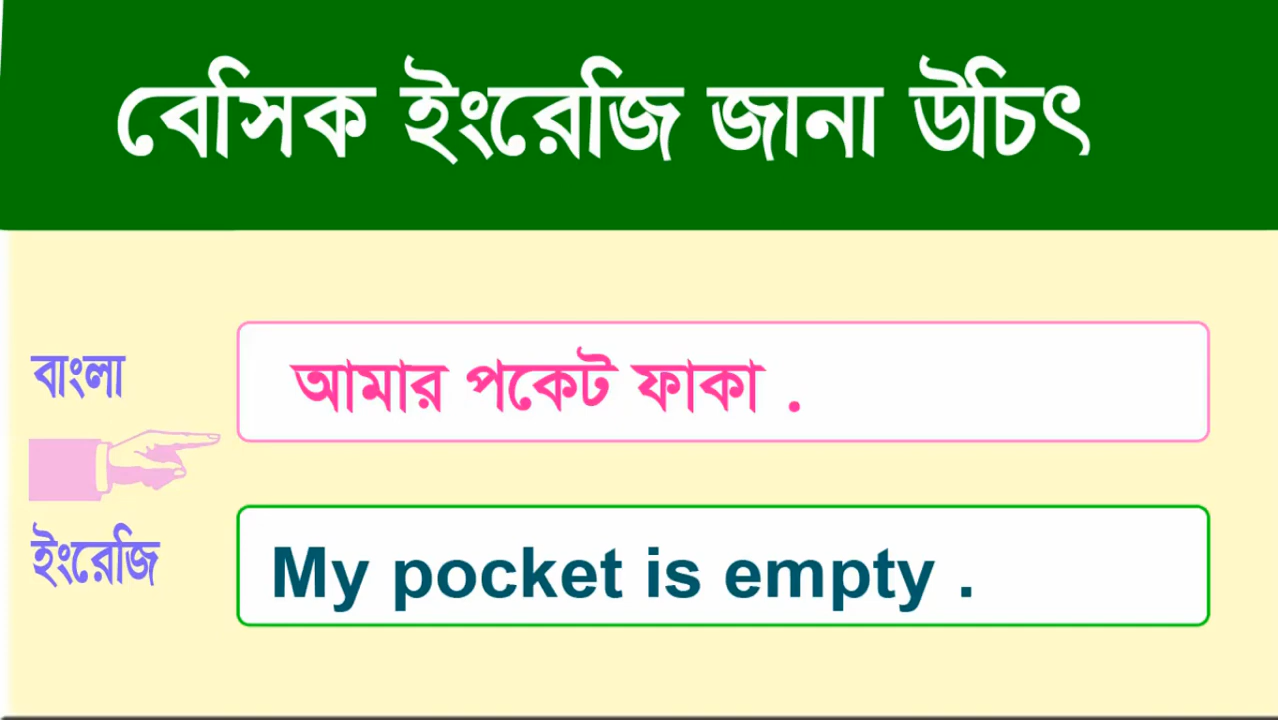 বেসিক ইংরেজি জানা উচিৎ
বাংলা
আমার পকেট ফাকা .
ইংরেজি
My pocket is empty .